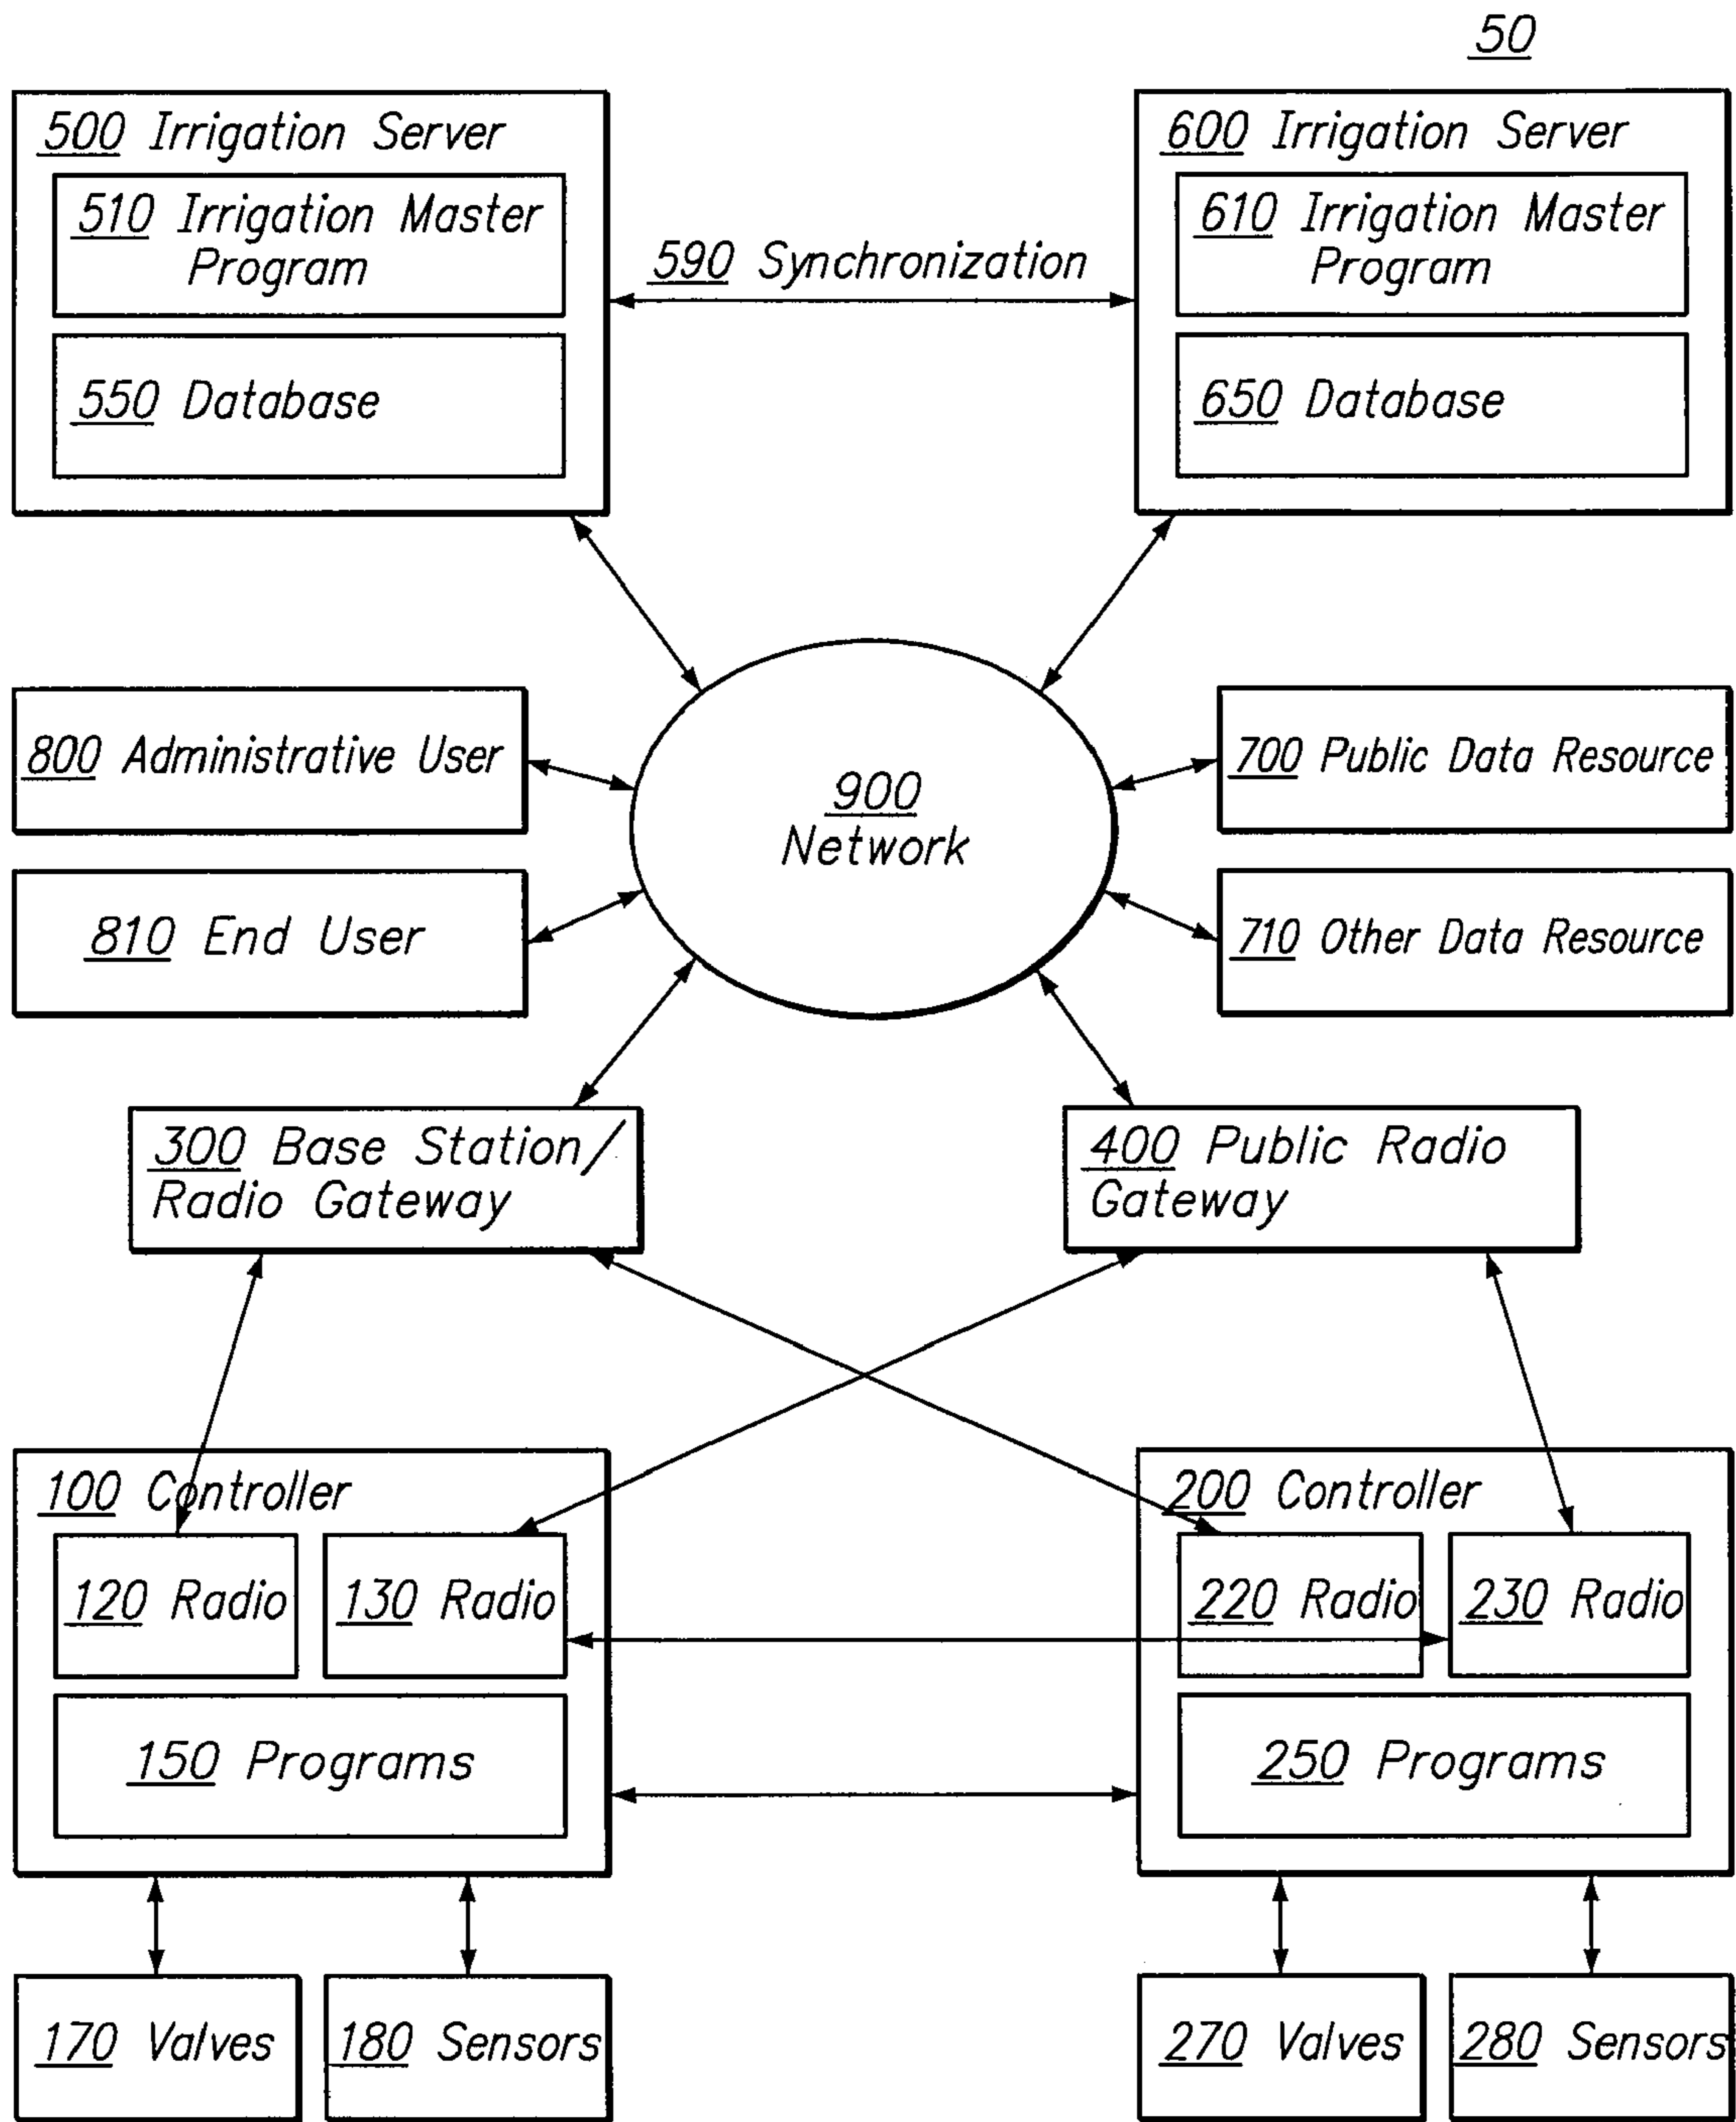 50
500 Irrigation Server
510 Irrigation Master
Program
550 Database
590 Synchronization
600 Irrigation Server
610 Irrigation Master
Program
650 Database
800 Administrative User
810 End User
900
Network
700 Public Data Resource
710 Other Data Resource
300 Base Station/
Radio Gateway
400 Public Radio
Gateway
100 Controller
120 Radio
130 Radio
150 Programs
200 Controller
220 Radio
230 Radio
250 Programs
170 Valves
180 Sensors
270 Valves
280 Sensors